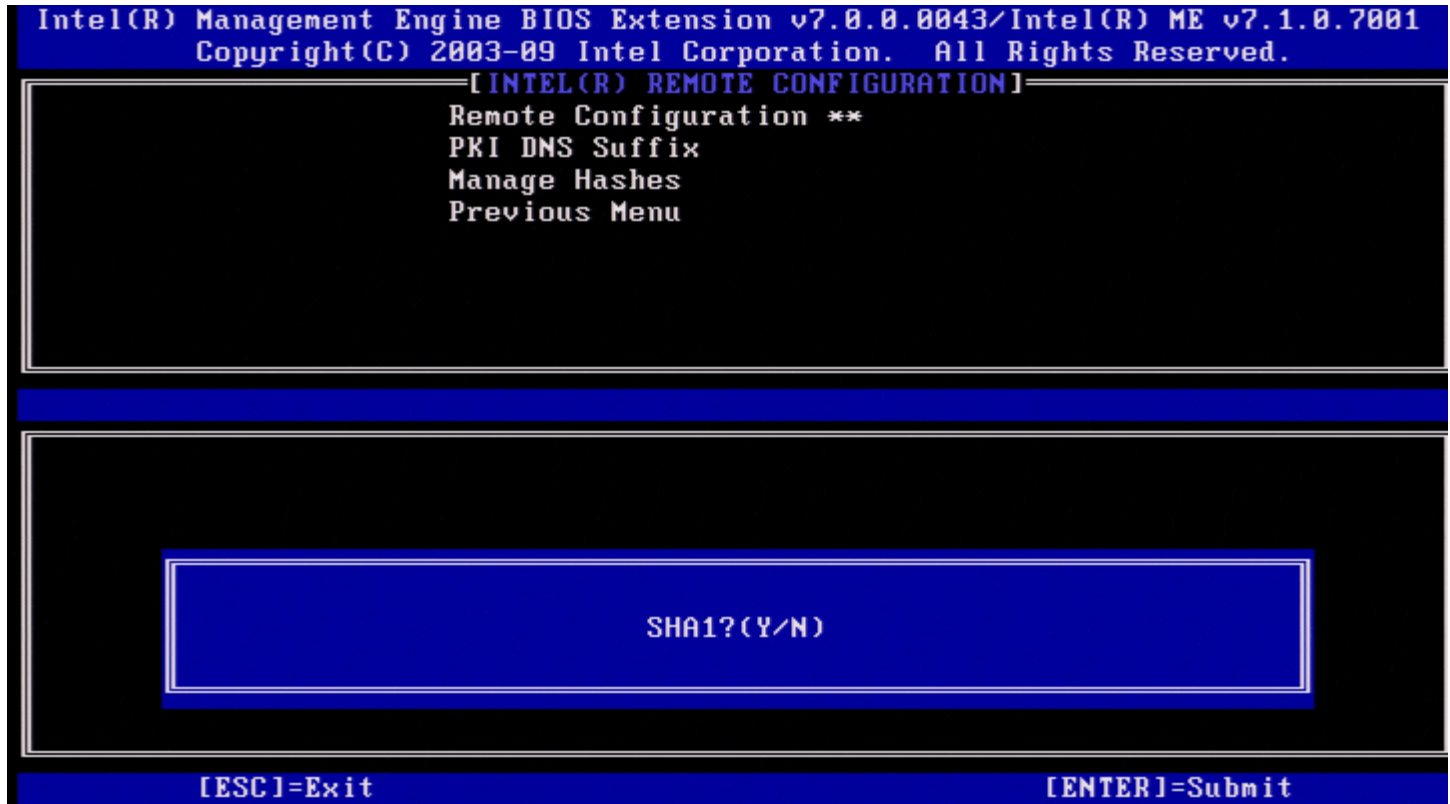 Intel(R) Management Engine BIOS Extension v7.0.0.0043/Intel(R) ME v7.1.0.7001
Copyright(C) 2003-09 Intel Corporation. All Rights Reserved.
[INTEL(R) REMOTE CONFIGURATION]
Remote Configuration **
PKI DNS Suffix
Manage Hashes
Previous Menu
SHA1?(Y/N)
[ESC]=Exit [ENTER]=Submit